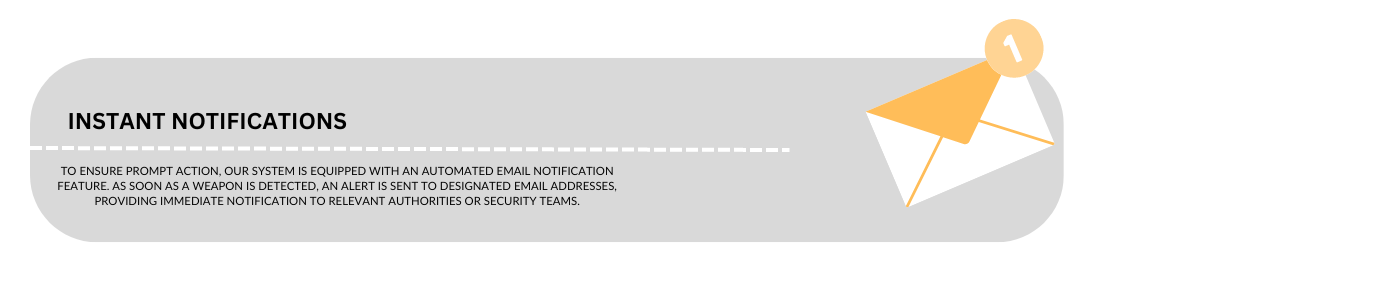 1
INSTANT NOTIFICATIONS
TO ENSURE PROMPT ACTION, OUR SYSTEM IS EQUIPPED WITH AN AUTOMATED EMAIL NOTIFICATION
FEATURE. AS SOON AS A WEAPON IS DETECTED, AN ALERT IS SENT TO DESIGNATED EMAIL ADDRESSES,
PROVIDING IMMEDIATE NOTIFICATION TO RELEVANT AUTHORITIES OR SECURITY TEAMS.